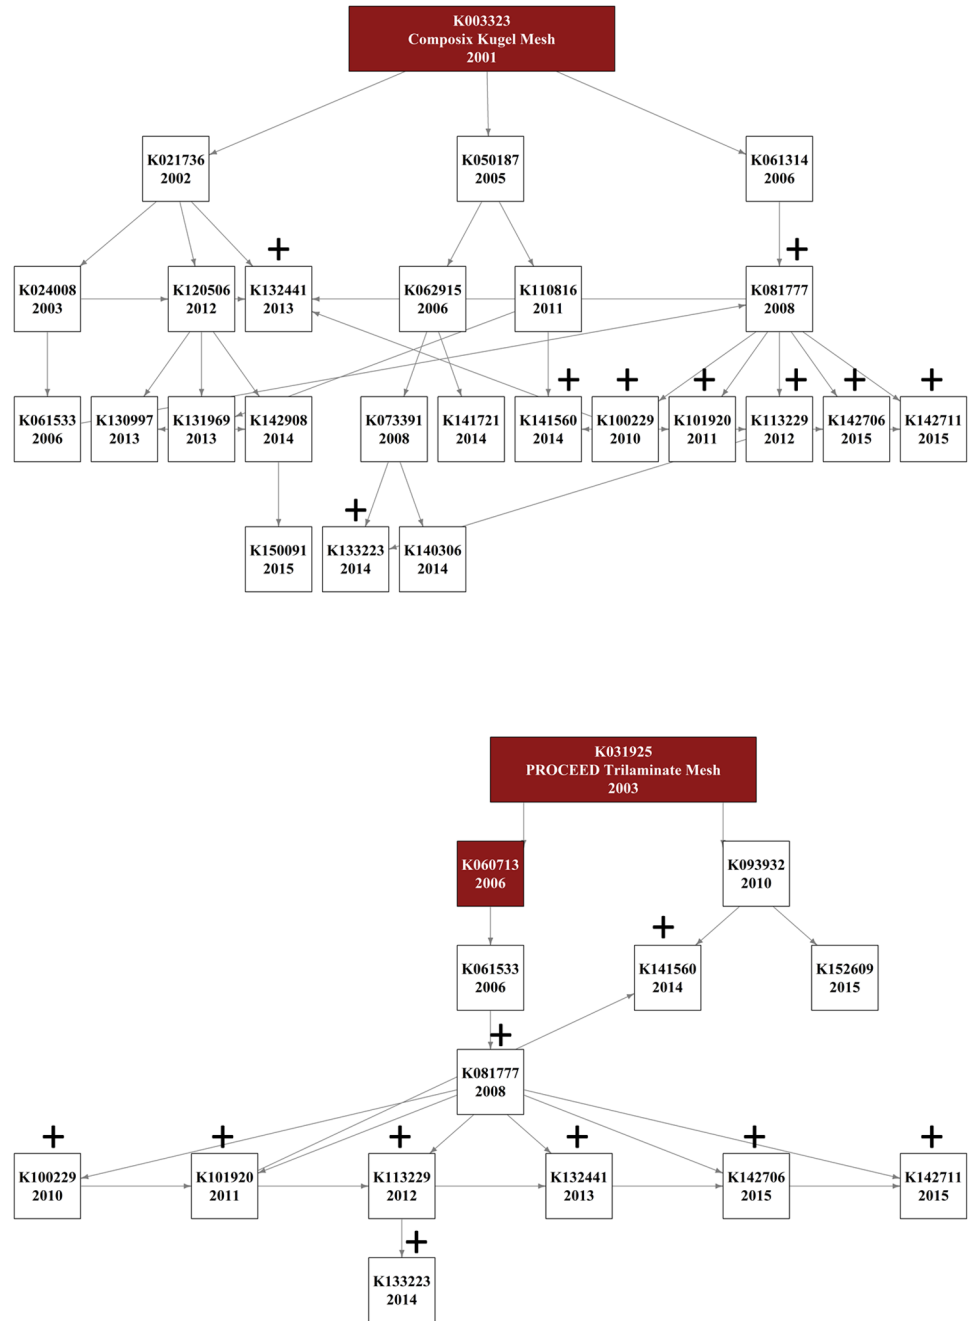 K003323
Composix Kugel Mesh
2001
K021736
2002
K050187
2005
K061314
2006
K024008
2003
K120506
2012
K132441
2013
K062915
2006
K110816
2011
K081777
2008
K061533
2006
K130997
2013
K131969
2013
K142908
2014
K073391
2008
K141721
2014
K141560
2014
K100229
2010
K101920
2011
K113229
2012
K142706
2015
K142711
2015
K150091
2015
K133223
2014
K140306
2014
K031925
PROCEED Trilaminate Mesh
2003
K060713
2006
K093932
2010
K061533
2006
K141560
2014
K152609
2015
K081777
2008
K100229
2010
K101920
2011
K113229
2012
K132441
2013
K142706
2015
K142711
2015
K133223
2014